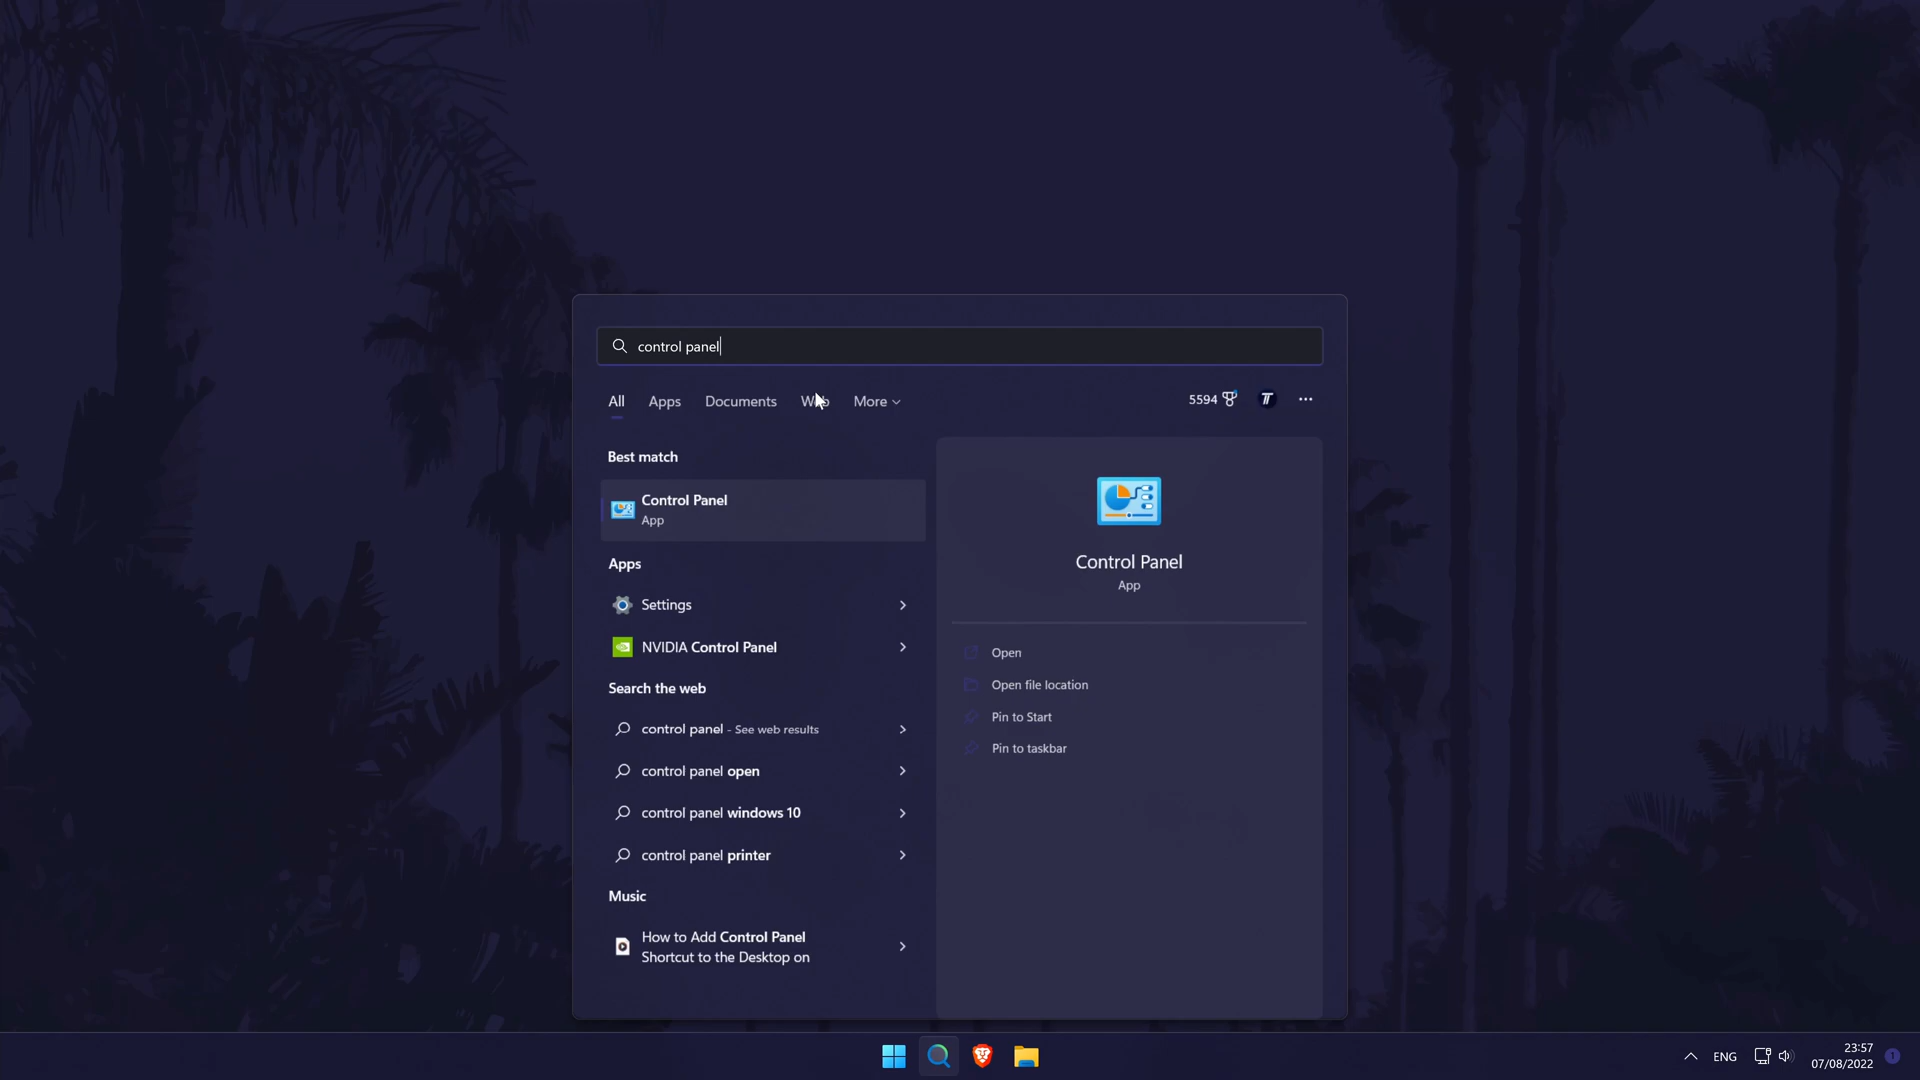 control panel
All
Apps
Documents
Web
More
5594
Best match
Control Panel
App
Apps
Settings
NVIDIA Control Panel
Search the web
control panel - See web results
control panel open
control panel windows 10
control panel printer
Music
How to Add Control Panel
Shortcut to the Desktop on
Control Panel
App
Open
Open file location
Pin to Start
Pin to taskbar
ENG
23:57
07/08/2022
1